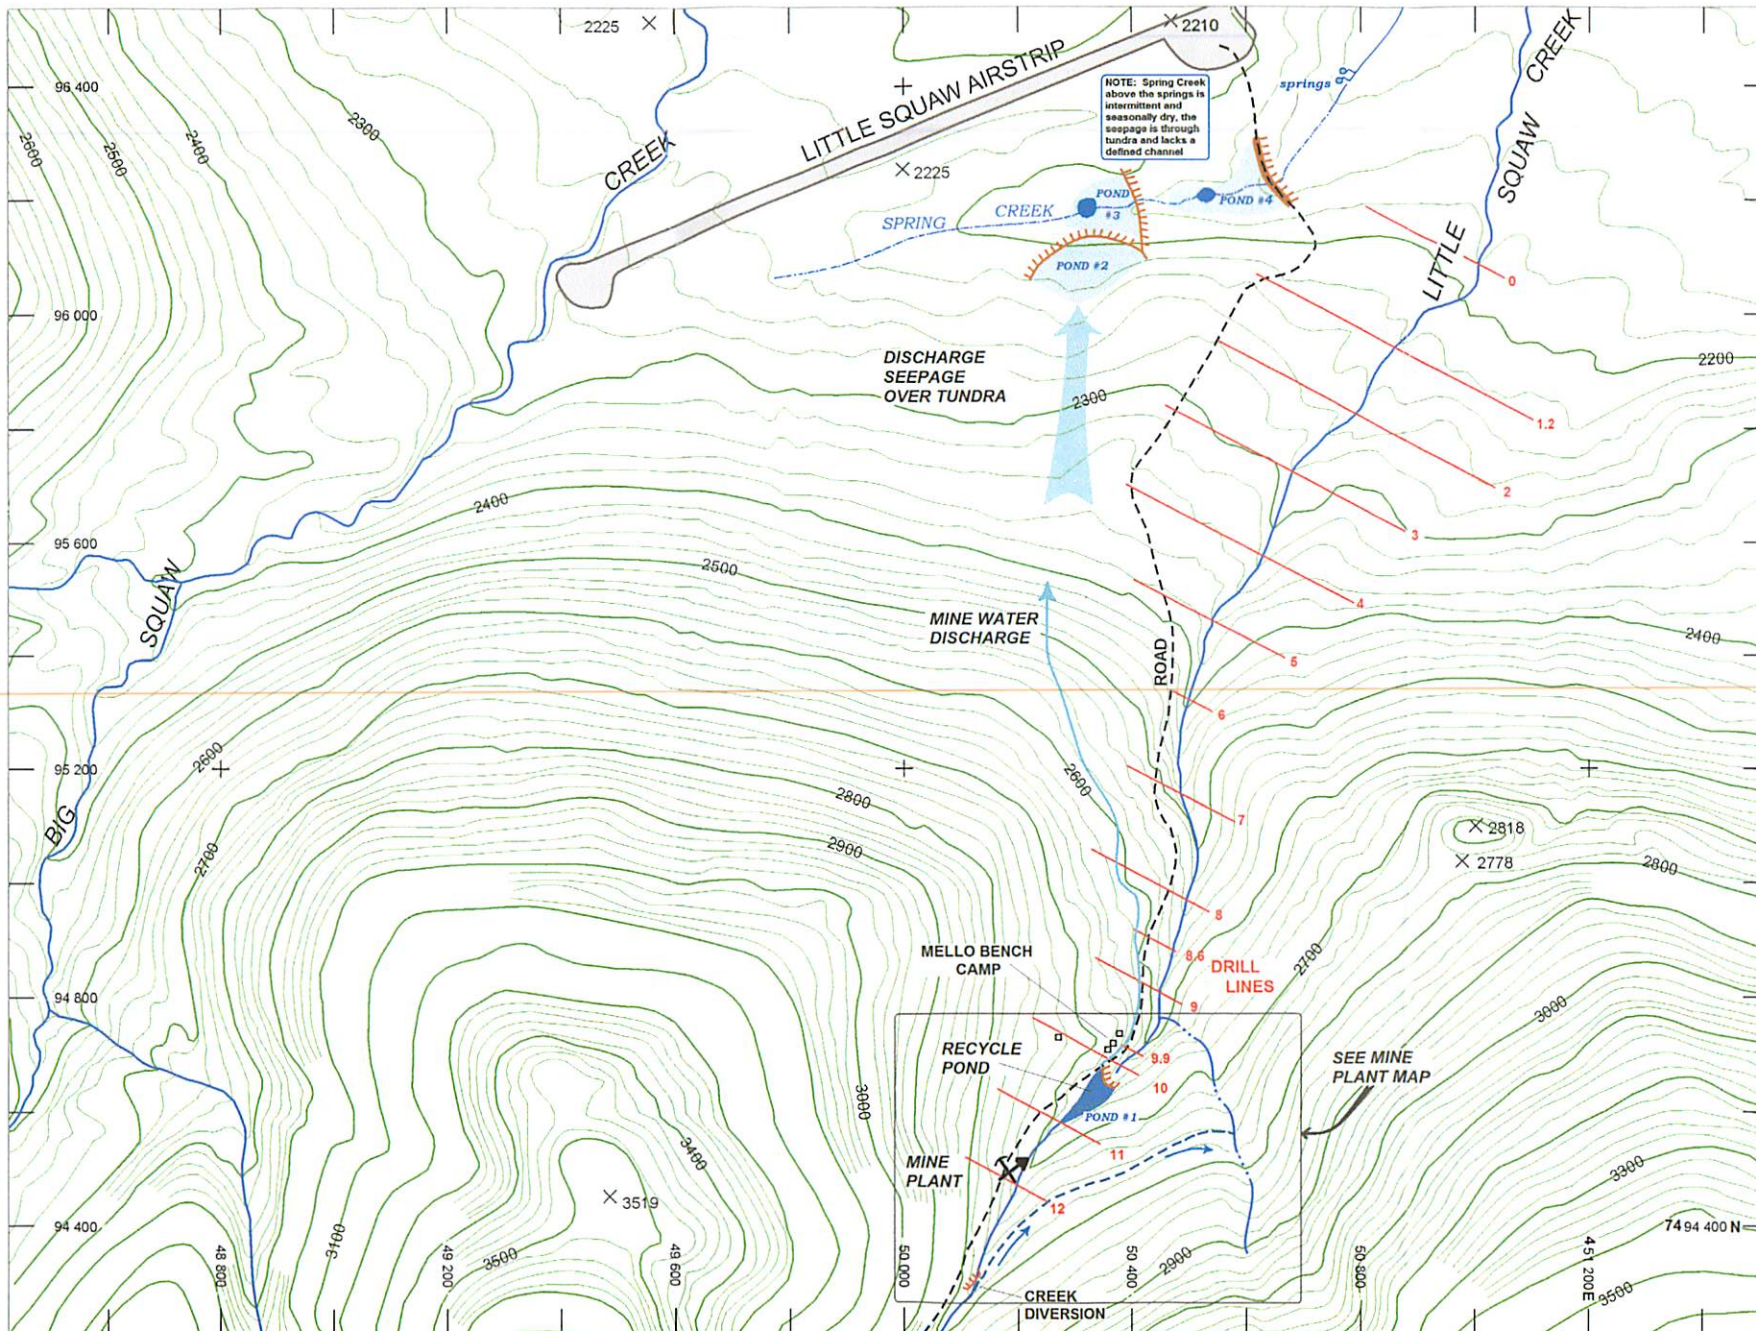 2225
2210
CREEK
96 400
2600
2500
2400
2300
LITTLE SQUAW AIRSTRIP
NOTE: Spring Creek
above the springs is
intermittent and
seasonally dry, the
seepage is through
tundra and lacks a
defined channel
springs
SQUAW
CREEK
2225
POND
#3
POND #4
SPRING
CREEK
POND #2
LITTLE
0
96 000
DISCHARGE
SEEPAGE
OVER TUNDRA
2300
2200
1.2
2
3
2400
95 600
2500
SQUAW
4
MINE WATER
DISCHARGE
ROAD
2400
5
6
2600
95 200
2600
2800
BIG
2700
2900
7
2818
2778
2800
8
MELLO BENCH
CAMP
8.6
DRILL
LINES
2700
94 800
9
3000
RECYCLE
POND
9.9
10
SEE MINE
PLANT MAP
3000
POND #1
11
3400
MINE
PLANT
3519
12
3300
94 400
7494 400 N
3100
3500
2900
48 800
49 200
49 600
50 000
50 400
50 800
451 200E
3500
CREEK
DIVERSION